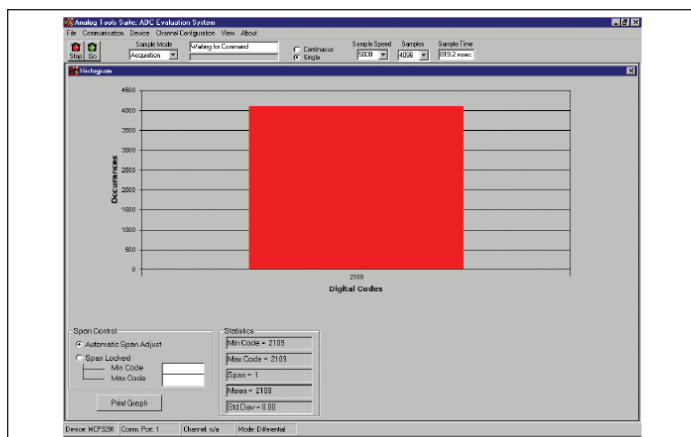 Analog Tools Suite: ADC Evaluation System
File Communication Device Channel Configuration View About
Stop Go
Sample Mode
Acquisition
Waiting for Command
Continuous
Single
Sample Speed
5000
Samples
4096
Sample Time
819.2 msec
Histogram
4500
4000
3500
3000
2500
2000
1500
1000
500
0
Occurances
2109
Digital Codes
Span Control
Automatic Span Adjust
Span Locked
Min Code
Max Code
Print Graph
Statistics
Min Code = 2109
Max Code = 2109
Span = 1
Mean = 2109
Std Dev = 0.00
Device: MCP3201 Comm. Port: 1 Channel: n/a Mode: Differential